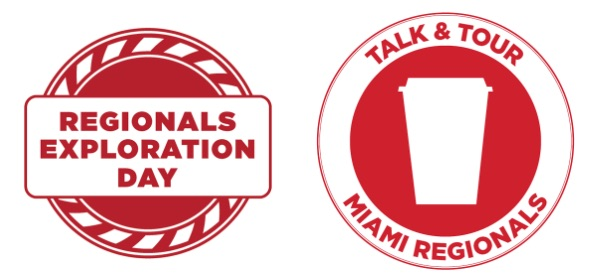 REGIONALS
EXPLORATION
DAY
TALK & TOUR
MIAMI REGIONALS